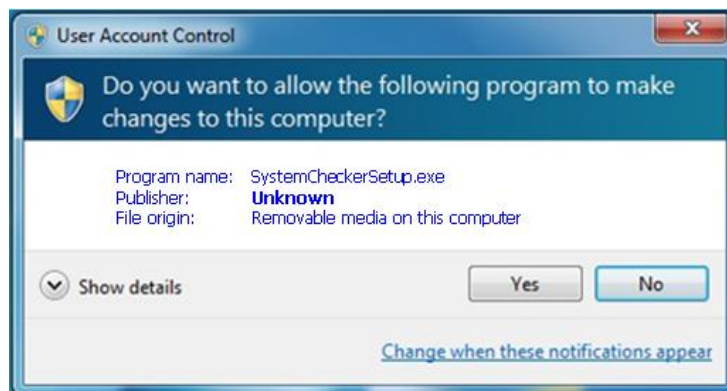 User Account Control
Do you want to allow the following program to make
changes to this computer?
Program name: SystemCheckerSetup.exe
Publisher: Unknown
File origin: Removable media on this computer
Show details
Yes
No
Change when these notifications appear